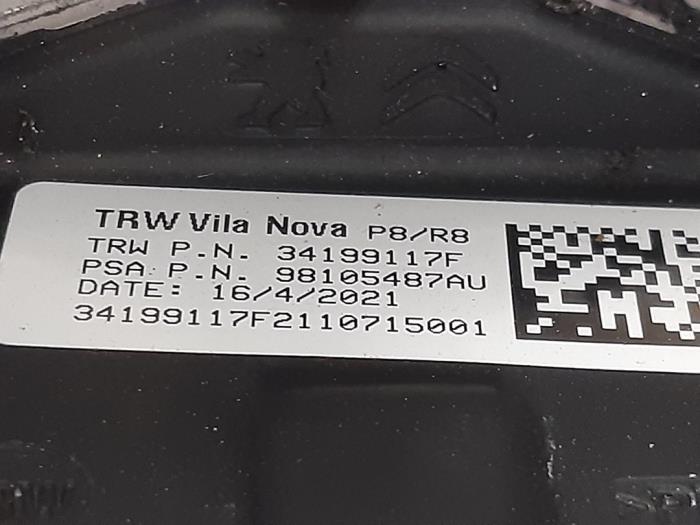 TRW Vila Nova P8/R8
TRW P.N. 34199117F
PSA P.N. 98105487AU
DATE: 16/4/2021
34199117F2110715001